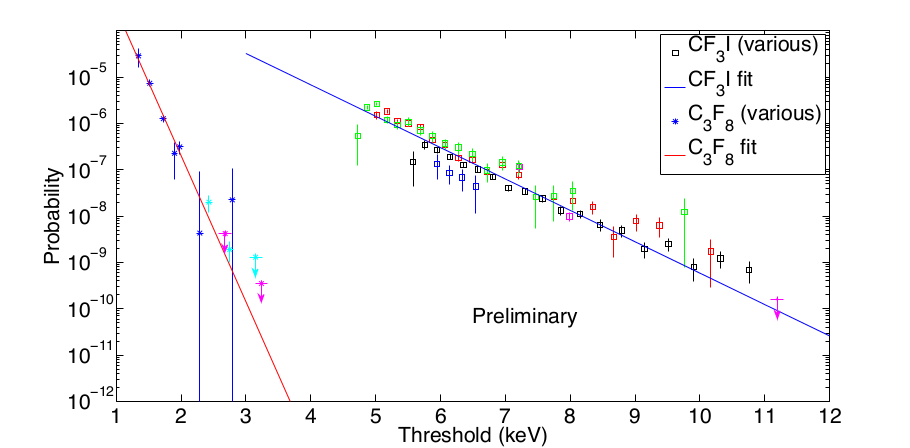 CF₃I (various)
CF₃I fit
C₃F₈ (various)
C₃F₈ fit
Probability
10⁻⁵
10⁻⁶
10⁻⁷
10⁻⁸
10⁻⁹
10⁻¹⁰
10⁻¹¹
10⁻¹²
Preliminary
1 2 3 4 5 6 7 8 9 10 11 12
Threshold (keV)